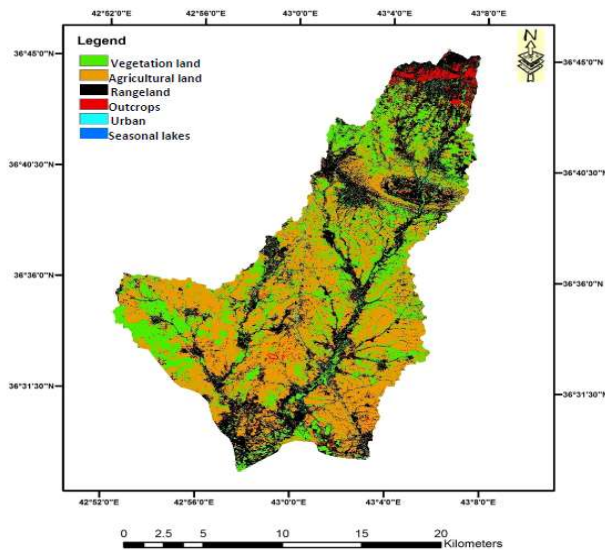 42°52'0"E 42°56'0"E 43°0'0"E 43°4'0"E 43°8'0"E
36°45'0"N
36°40'30"N
36°36'0"N
36°31'30"N
Legend
Vegetation land
Agricultural land
Rangeland
Outcrops
Urban
Seasonal lakes
N
36°45'0"N
36°40'30"N
36°36'0"N
36°31'30"N
42°52'0"E 42°56'0"E 43°0'0"E 43°4'0"E 43°8'0"E
0 2.5 5 10 15 20
Kilometers